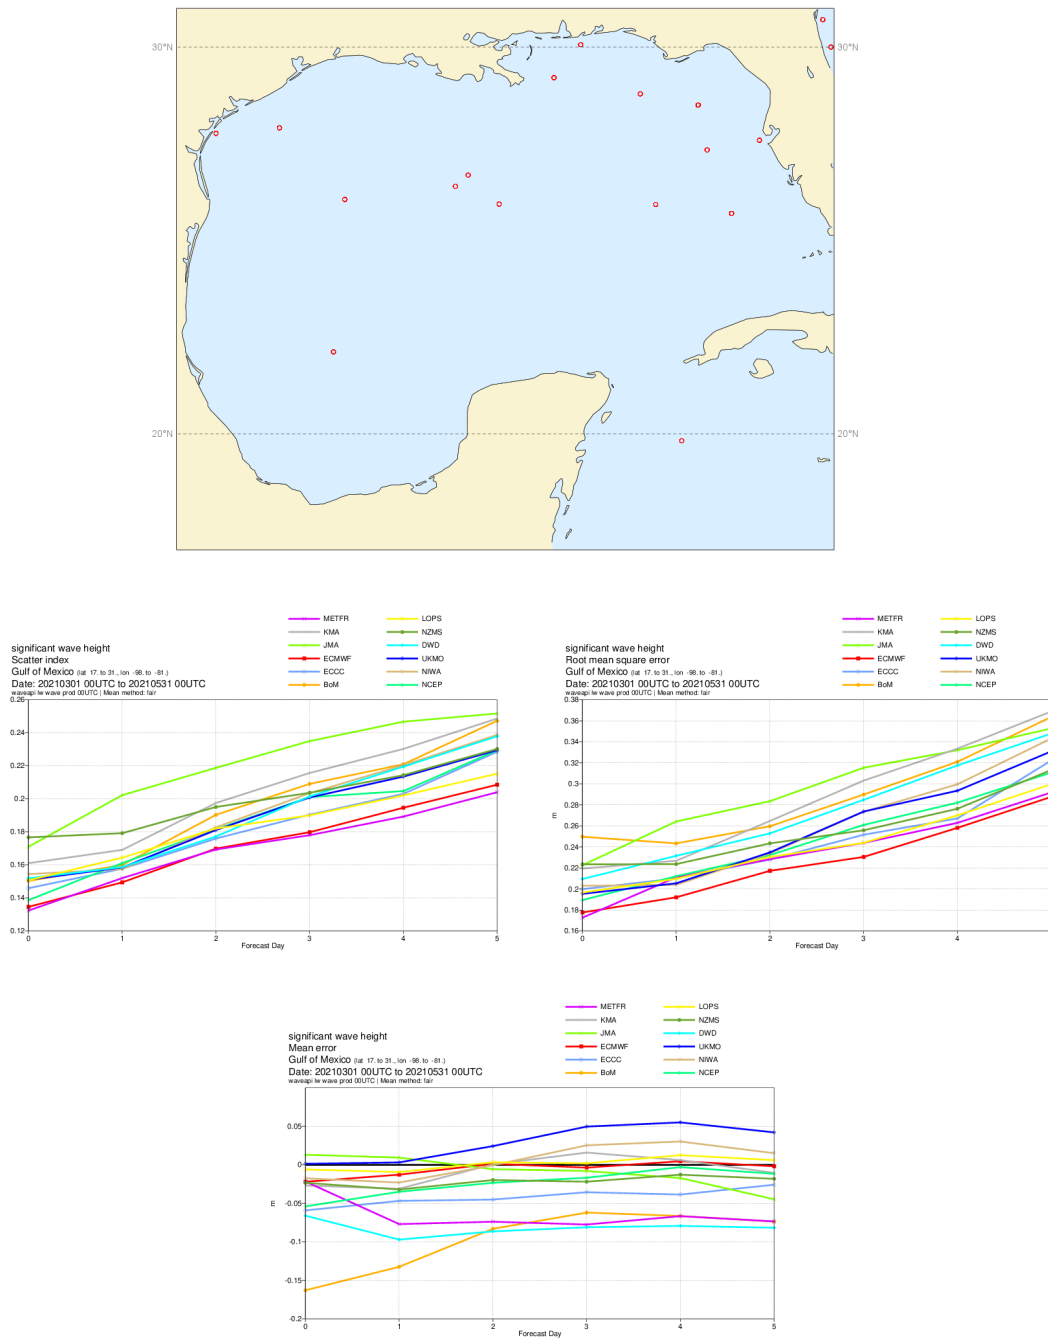 30°N 30°N
20°N 20°N
METFR LOPS
KMA NZMS
JMA DWD
ECMWF UKMO
ECCC NIWA
BoM NCEP
significant wave height
Scatter index
Gulf of Mexico (lat 17. to 31., lon -98. to -81.)
Date: 20210301 00UTC to 20210531 00UTC
waveapi lw wave prod 00UTC | Mean method: fair
0.26
0.24
0.22
0.2
0.18
0.16
0.14
0.12
0 1 2 3 4 5
Forecast Day
METFR LOPS
KMA NZMS
JMA DWD
ECMWF UKMO
ECCC NIWA
BoM NCEP
significant wave height
Root mean square error
Gulf of Mexico (lat 17. to 31., lon -98. to -81.)
Date: 20210301 00UTC to 20210531 00UTC
waveapi lw wave prod 00UTC | Mean method: fair
0.38
0.36
0.34
0.32
0.3
0.28
0.26
0.24
0.22
0.2
0.18
0.16
m
0 1 2 3 4
Forecast Day
METFR LOPS
KMA NZMS
JMA DWD
ECMWF UKMO
ECCC NIWA
BoM NCEP
significant wave height
Mean error
Gulf of Mexico (lat 17. to 31., lon -98. to -81.)
Date: 20210301 00UTC to 20210531 00UTC
waveapi lw wave prod 00UTC | Mean method: fair
0.05
0
-0.05
-0.1
-0.15
-0.2
m
0 1 2 3 4 5
Forecast Day